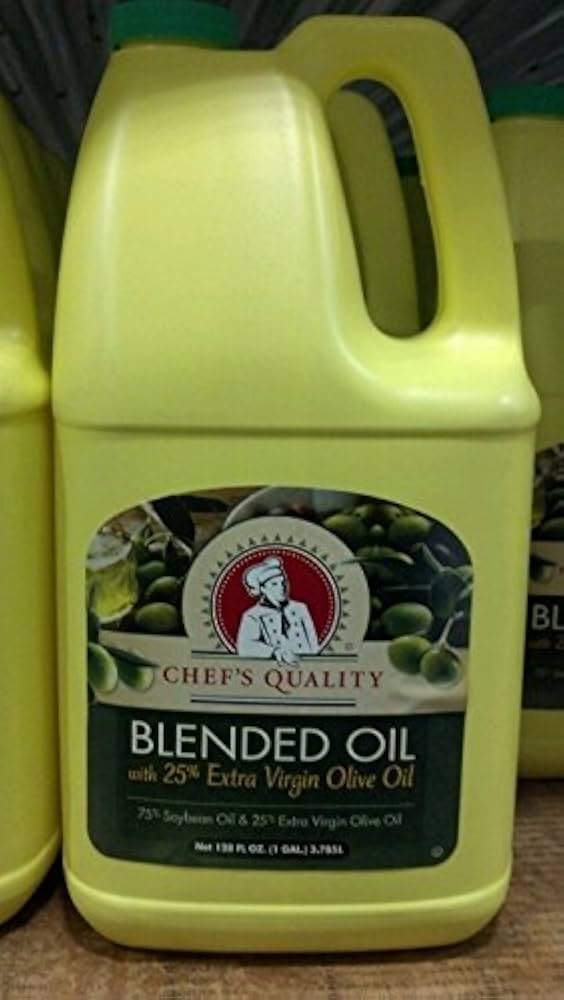 CHEF'S QUALITY
BLENDED OIL
with 25% Extra Virgin Olive Oil
75% Soybean Oil & 25% Extra Virgin Olive Oil
Net 128 FL OZ. (1 GAL.) 3.785L
BL